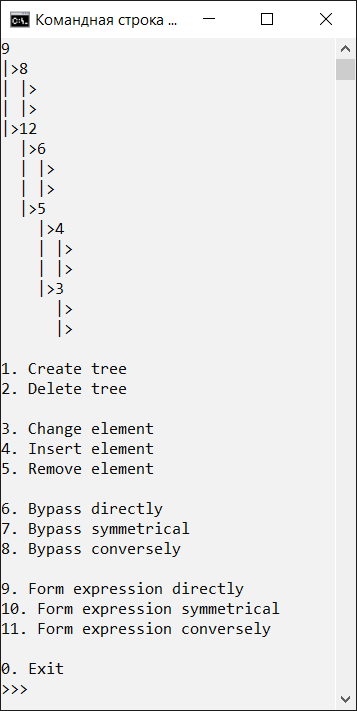 Командная строка ...
9
|>8
| |>
| |>
|>12
  |>6
  | |>
  | |>
  |>5
    |>4
    | |>
    | |>
    |>3
      |>
      |>
1. Create tree
2. Delete tree
3. Change element
4. Insert element
5. Remove element
6. Bypass directly
7. Bypass symmetrical
8. Bypass conversely
9. Form expression directly
10. Form expression symmetrical
11. Form expression conversely
0. Exit
>>>